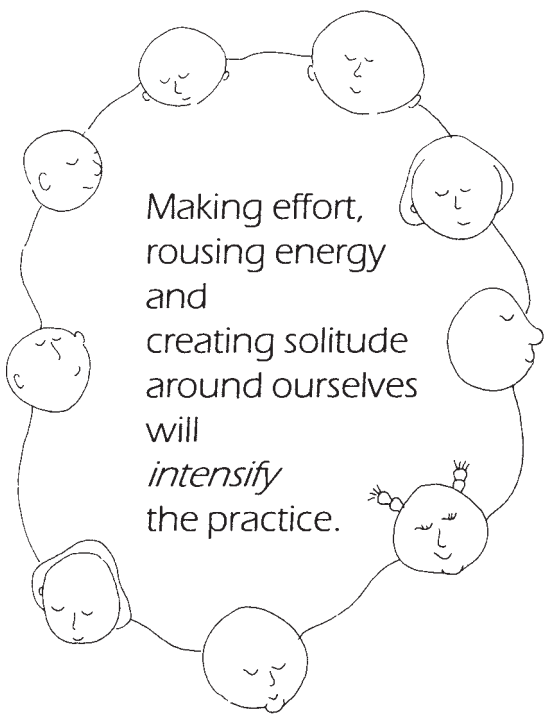 Making effort,
rousing energy
and
creating solitude
around ourselves
will
intensify
the practice.